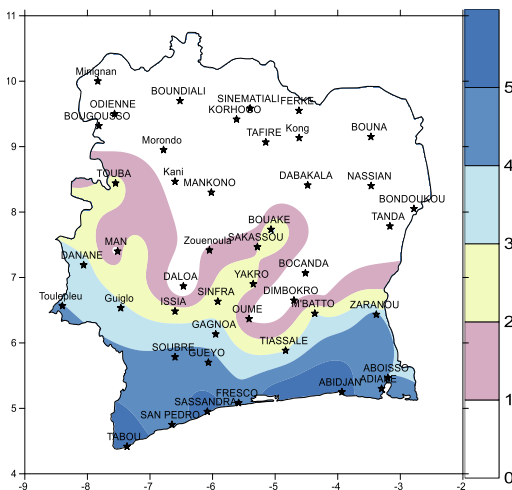 11
10
9
8
7
6
5
4
-9
-8
-7
-6
-5
-4
-3
-2
5
4
3
2
1
0
Minignan
BOUNDIALI
SINEMATIALI
FERKE
ODIENNE
KORHOGO
BOUGOUSSO
TAFIRE
Kong
BOUNA
Morondo
Kani
TOUBA
MANKONO
DABAKALA
NASSIAN
BONDOUKOU
TANDA
BOUAKE
MAN
Zouenoula
SAKASSOU
DANANE
BOCANDA
DALOA
YAKRO
Toulepleu
Guiglo
ISSIA
SINFRA
DIMBOKRO
M'BATTO
ZARANOU
OUME
GAGNOA
TIASSALE
SOUBRE
GUEYO
ABOISSO
ADIAKE
ABIDJAN
FRESCO
SASSANDRA
SAN PEDRO
TABOU